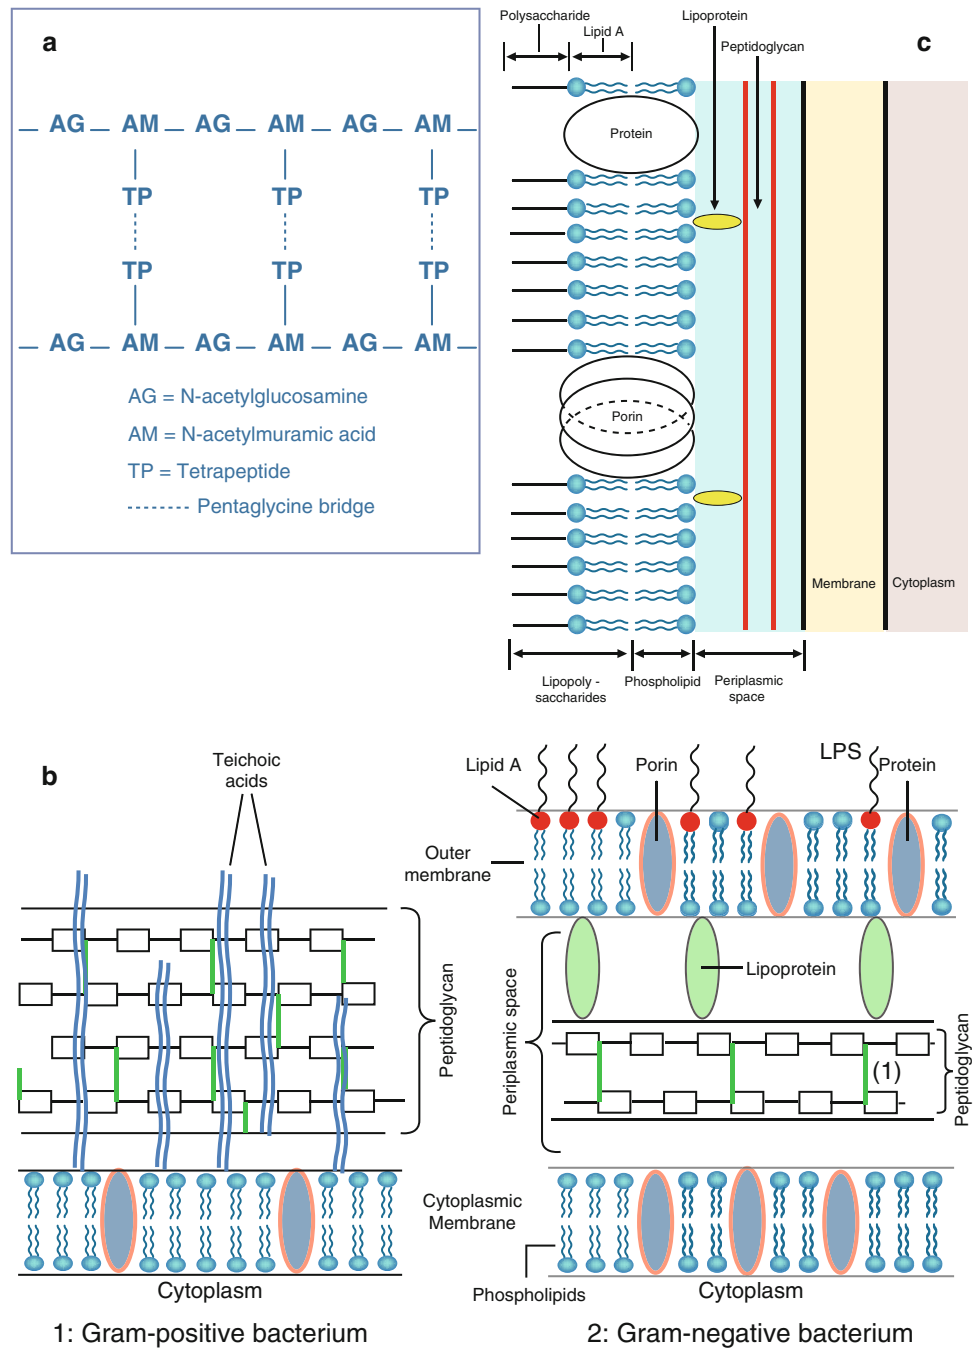 a
— AG — AM — AG — AM — AG — AM —
TP TP TP
TP TP TP
— AG — AM — AG — AM — AG — AM —
AG = N-acetylglucosamine
AM = N-acetylmuramic acid
TP = Tetrapeptide
Pentaglycine bridge
c
Polysaccharide
Lipid A
Lipoprotein
Peptidoglycan
Protein
Porin
Membrane
Cytoplasm
Lipopoly -
saccharides
Phospholipid
Periplasmic
space
b
Teichoic
acids
Peptidoglycan
Cytoplasm
1: Gram-positive bacterium
Lipid A
Porin
LPS
Protein
Outer
membrane
Lipoprotein
Periplasmic space
(1)
Peptidoglycan
Cytoplasmic
Membrane
Phospholipids
Cytoplasm
2: Gram-negative bacterium